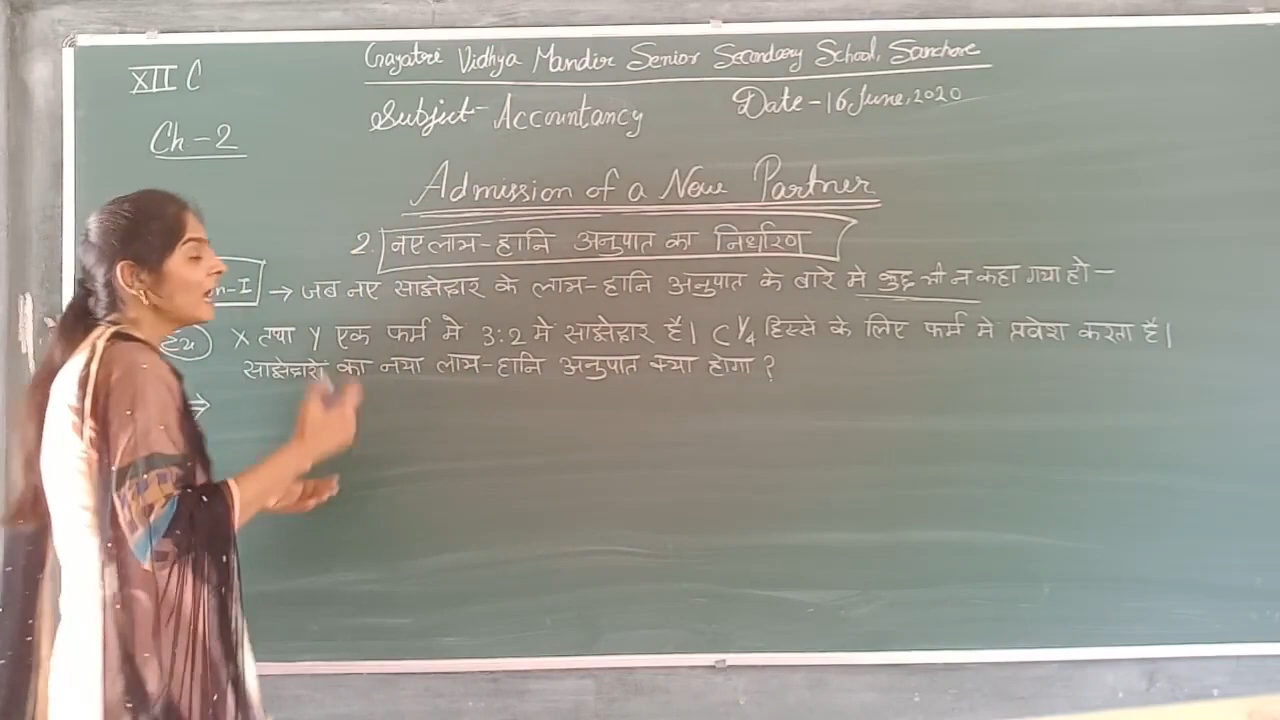 XII C
Gayatri Vidhya Mandir Senior Secondary School, Sanchore
Subject - Accountancy
Date - 16 June, 2020
Ch - 2
Admission of a New Partner
2. नए लाभ - हानि अनुपात का निर्धारण
n - I → जब नए साझेदार के लाभ - हानि अनुपात के बारे मे कुछ भी न कहा गया हो -
X तथा Y एक फर्म मे 3:2 मे साझेदार है। C 1/4 हिस्से के लिए फर्म मे प्रवेश करता है।
साझेदारों का नया लाभ - हानि अनुपात क्या होगा ?
→